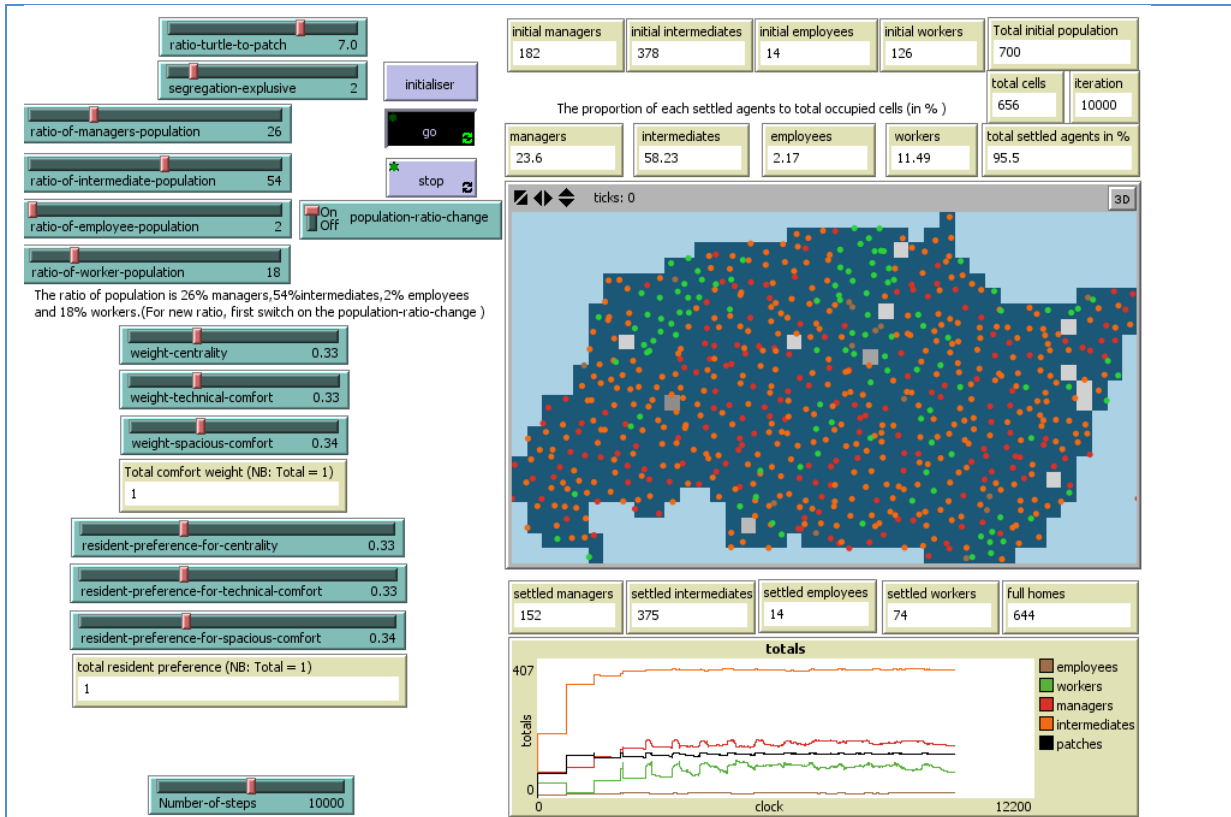 ratio-turtle-to-patch 7.0
segregation-explusive 2
initialiser
ratio-of-managers-population 26
go
ratio-of-intermediate-population 54
stop
ratio-of-employee-population 2
On
Off
population-ratio-change
ratio-of-worker-population 18
The ratio of population is 26% managers,54%intermediates,2% employees
and 18% workers.(For new ratio, first switch on the population-ratio-change )
weight-centrality 0.33
weight-technical-comfort 0.33
weight-spacious-comfort 0.34
Total comfort weight (NB: Total = 1)
1
resident-preference-for-centrality 0.33
resident-preference-for-technical-comfort 0.33
resident-preference-for-spacious-comfort 0.34
total resident preference (NB: Total = 1)
1
Number-of-steps 10000
initial managers
182
initial intermediates
378
initial employees
14
initial workers
126
Total initial population
700
total cells
656
iteration
10000
The proportion of each settled agents to total occupied cells (in % )
managers
23.6
intermediates
58.23
employees
2.17
workers
11.49
total settled agents in %
95.5
ticks: 0
3D
settled managers
152
settled intermediates
375
settled employees
14
settled workers
74
full homes
644
totals
407
totals
0
0
clock
12200
employees
workers
managers
intermediates
patches